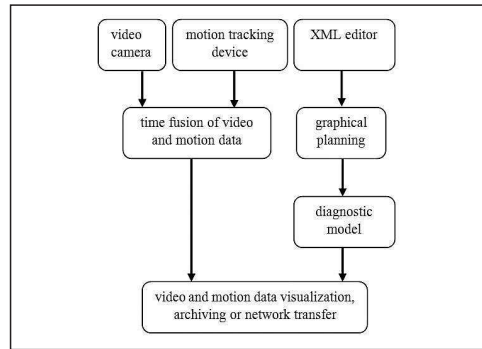 video
camera
motion tracking
device
XML editor
time fusion of video
and motion data
graphical
planning
diagnostic
model
video and motion data visualization,
archiving or network transfer